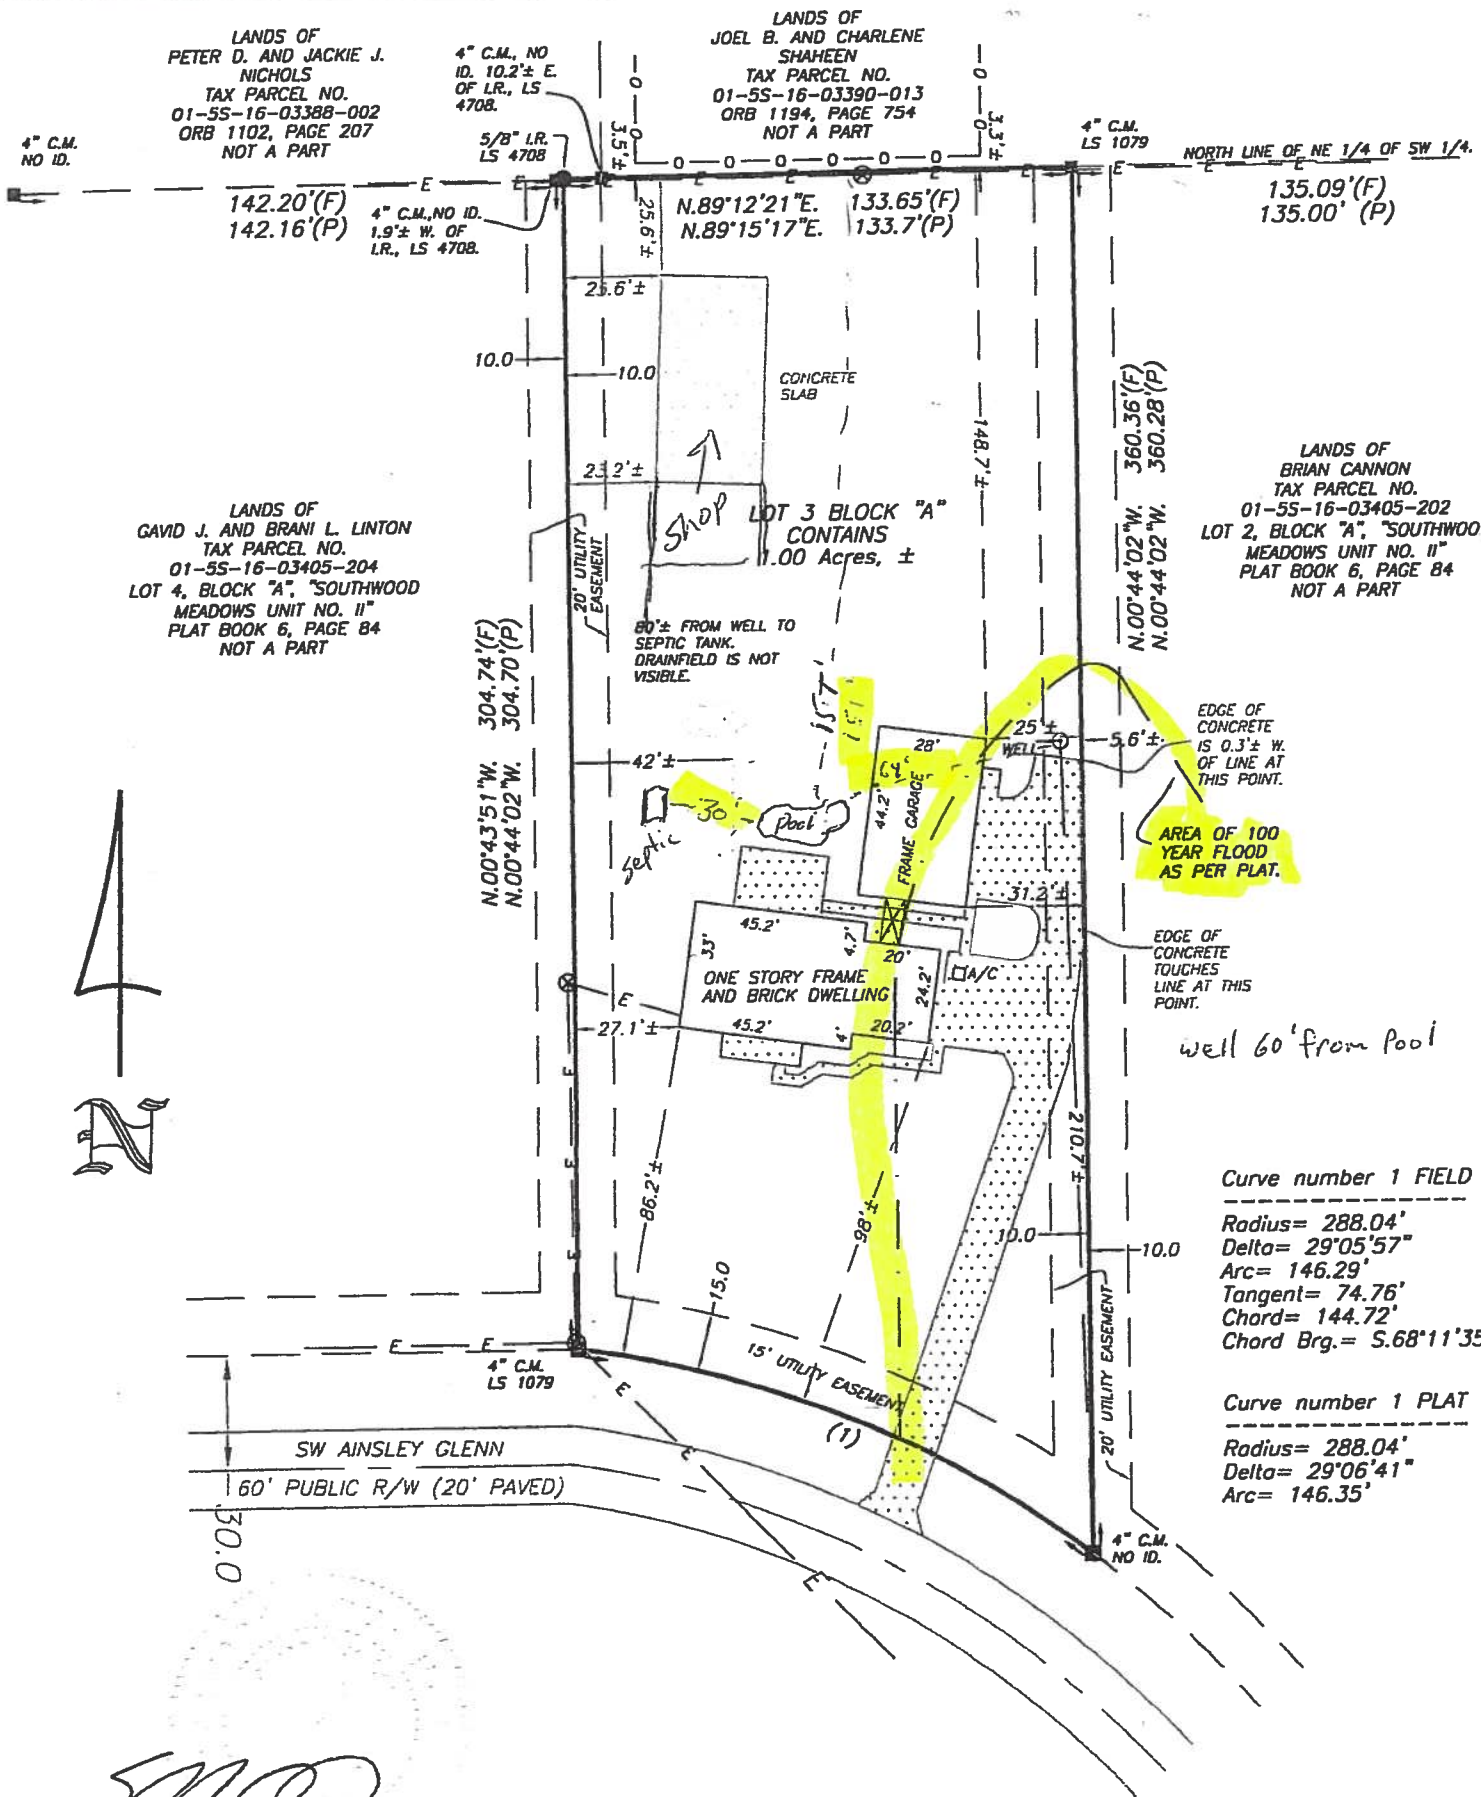 LANDS OF
PETER D. AND JACKIE J.
NICHOLS
TAX PARCEL NO.
01-5S-16-03388-002
ORB 1102, PAGE 207
NOT A PART
4" C.M., NO
ID. 10.2'± E.
OF I.R., LS
4708.
LANDS OF
JOEL B. AND CHARLENE
SHAHEEN
TAX PARCEL NO.
01-5S-16-03390-013
ORB 1194, PAGE 754
NOT A PART
4" C.M.
NO ID.
5/8" I.R.
LS 4708
3.5'±
3.3'±
4" C.M.
LS 1079
NORTH LINE OF NE 1/4 OF SW 1/4.
142.20'(F)
142.16'(P)
4" C.M.,NO ID.
1.9'± W. OF
I.R., LS 4708.
25.6'±
N.89°12'21"E. 133.65'(F)
N.89°15'17"E. 133.7'(P)
135.09'(F)
135.00' (P)
25.6'±
10.0
10.0
CONCRETE
SLAB
148.7'±
N.00°44'02"W. 360.36'(F)
N.00°44'02"W. 360.28'(P)
23.2'±
Shop
LOT 3 BLOCK "A"
CONTAINS
.00 Acres, ±
LANDS OF
GAVID J. AND BRANI L. LINTON
TAX PARCEL NO.
01-5S-16-03405-204
LOT 4, BLOCK "A", "SOUTHWOOD
MEADOWS UNIT NO. II"
PLAT BOOK 6, PAGE 84
NOT A PART
LANDS OF
BRIAN CANNON
TAX PARCEL NO.
01-5S-16-03405-202
LOT 2, BLOCK "A", "SOUTHWOO
MEADOWS UNIT NO. II"
PLAT BOOK 6, PAGE 84
NOT A PART
20' UTILITY
EASEMENT
80'± FROM WELL TO
SEPTIC TANK.
DRAINFIELD IS NOT
VISIBLE.
N.00°43'51"W. 304.74'(F)
N.00°44'02"W. 304.70'(P)
157'
151
42'±
28'
25'±
WELL
5.6'±
EDGE OF
CONCRETE
IS 0.3'± W.
OF LINE AT
THIS POINT.
64'
30'
Pool
Septic
44.2'
FRAME GARAGE
AREA OF 100
YEAR FLOOD
AS PER PLAT.
31.2'±
45.2'
33'
4.7'
20'
24.2'
ONE STORY FRAME
AND BRICK DWELLING
A/C
45.2'
4'
20.2'
EDGE OF
CONCRETE
TOUCHES
LINE AT THIS
POINT.
27.1'±
well 60' from Pool
N
86.2'±
98'±
210.7'±
15.0
10.0
10.0
Curve number 1 FIELD
Radius= 288.04'
Delta= 29°05'57"
Arc= 146.29'
Tangent= 74.76'
Chord= 144.72'
Chord Brg.= S.68°11'35
4" C.M.
LS 1079
15' UTILITY EASEMENT
20' UTILITY EASEMENT
(1)
Curve number 1 PLAT
Radius= 288.04'
Delta= 29°06'41"
Arc= 146.35'
SW AINSLEY GLENN
60' PUBLIC R/W (20' PAVED)
30.0
4" C.M.
NO ID.